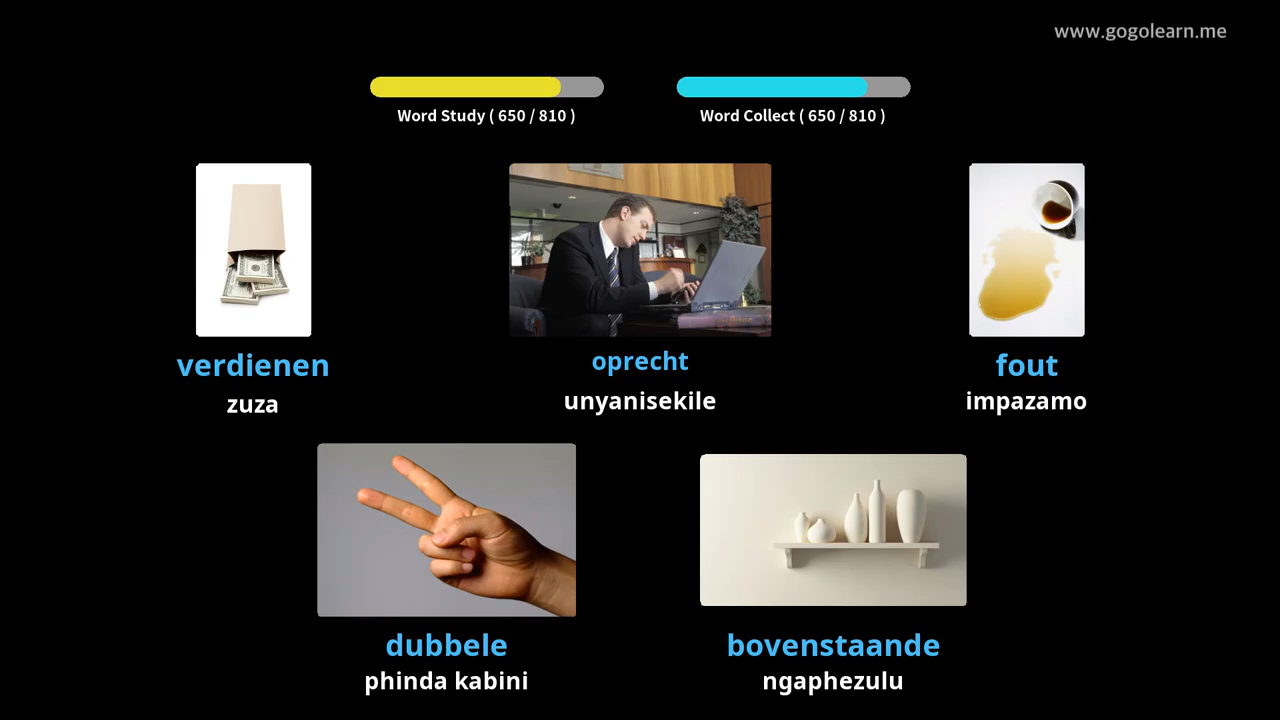 www.gogolearn.me
Word Study ( 650 / 810 )
Word Collect ( 650 / 810 )
verdienen
zuza
oprecht
unyanisekile
fout
impazamo
dubbele
phinda kabini
bovenstaande
ngaphezulu